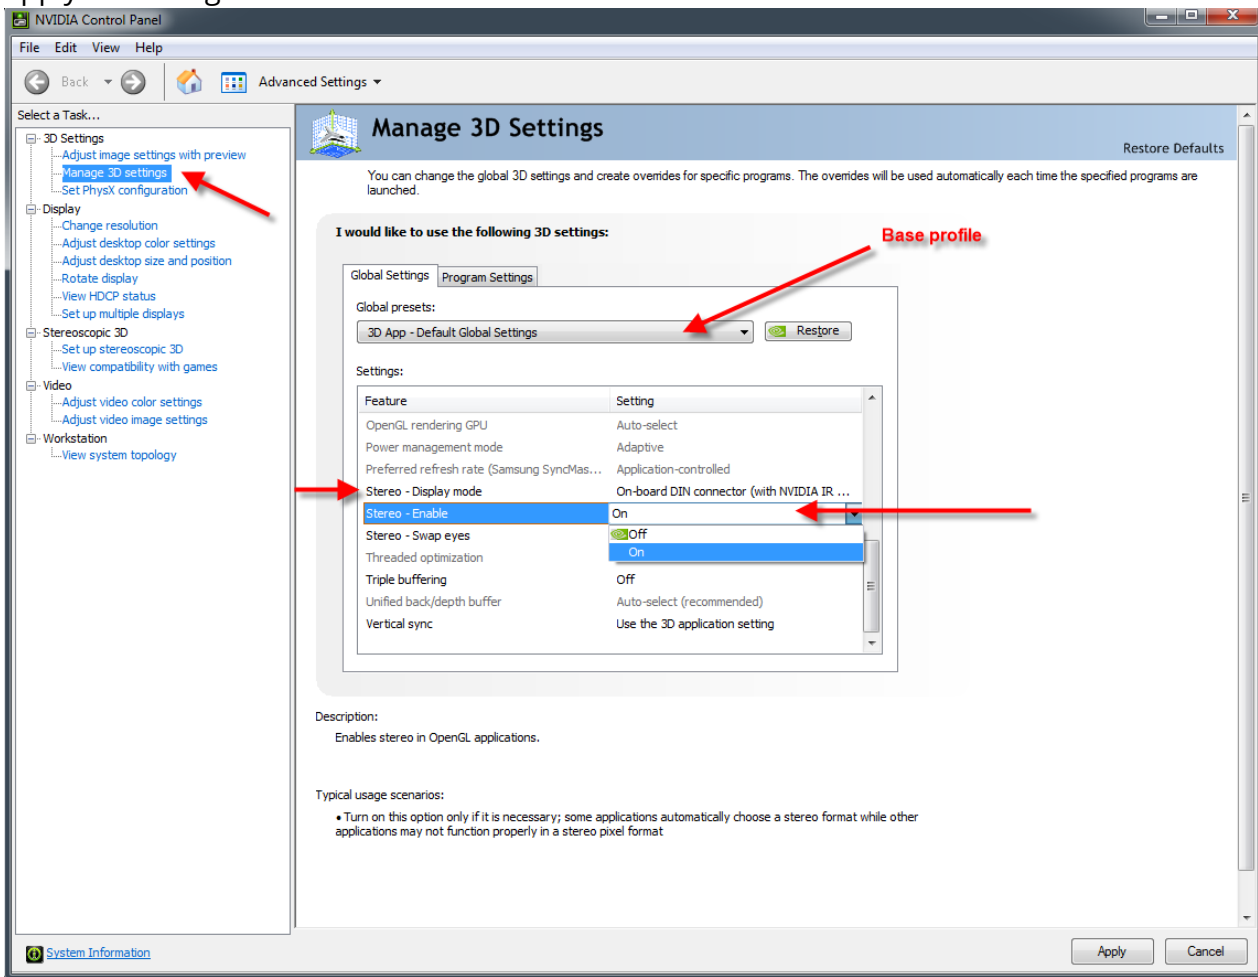 NVIDIA Control Panel
File Edit View Help
Back Advanced Settings
Select a Task...
3D Settings
Adjust image settings with preview
Manage 3D settings
Set PhysX configuration
Display
Change resolution
Adjust desktop color settings
Adjust desktop size and position
Rotate display
View HDCP status
Set up multiple displays
Stereoscopic 3D
Set up stereoscopic 3D
View compatibility with games
Video
Adjust video color settings
Adjust video image settings
Workstation
View system topology
Manage 3D Settings
Restore Defaults
You can change the global 3D settings and create overrides for specific programs. The overrides will be used automatically each time the specified programs are
launched.
I would like to use the following 3D settings:
Base profile
Global Settings Program Settings
Global presets:
3D App - Default Global Settings Restore
Settings:
Feature Setting
OpenGL rendering GPU Auto-select
Power management mode Adaptive
Preferred refresh rate (Samsung SyncMas... Application-controlled
Stereo - Display mode On-board DIN connector (with NVIDIA IR ...
Stereo - Enable On
Stereo - Swap eyes Off
On
Threaded optimization
Triple buffering Off
Unified back/depth buffer Auto-select (recommended)
Vertical sync Use the 3D application setting
Description:
Enables stereo in OpenGL applications.
Typical usage scenarios:
• Turn on this option only if it is necessary; some applications automatically choose a stereo format while other
applications may not function properly in a stereo pixel format
System Information Apply Cancel